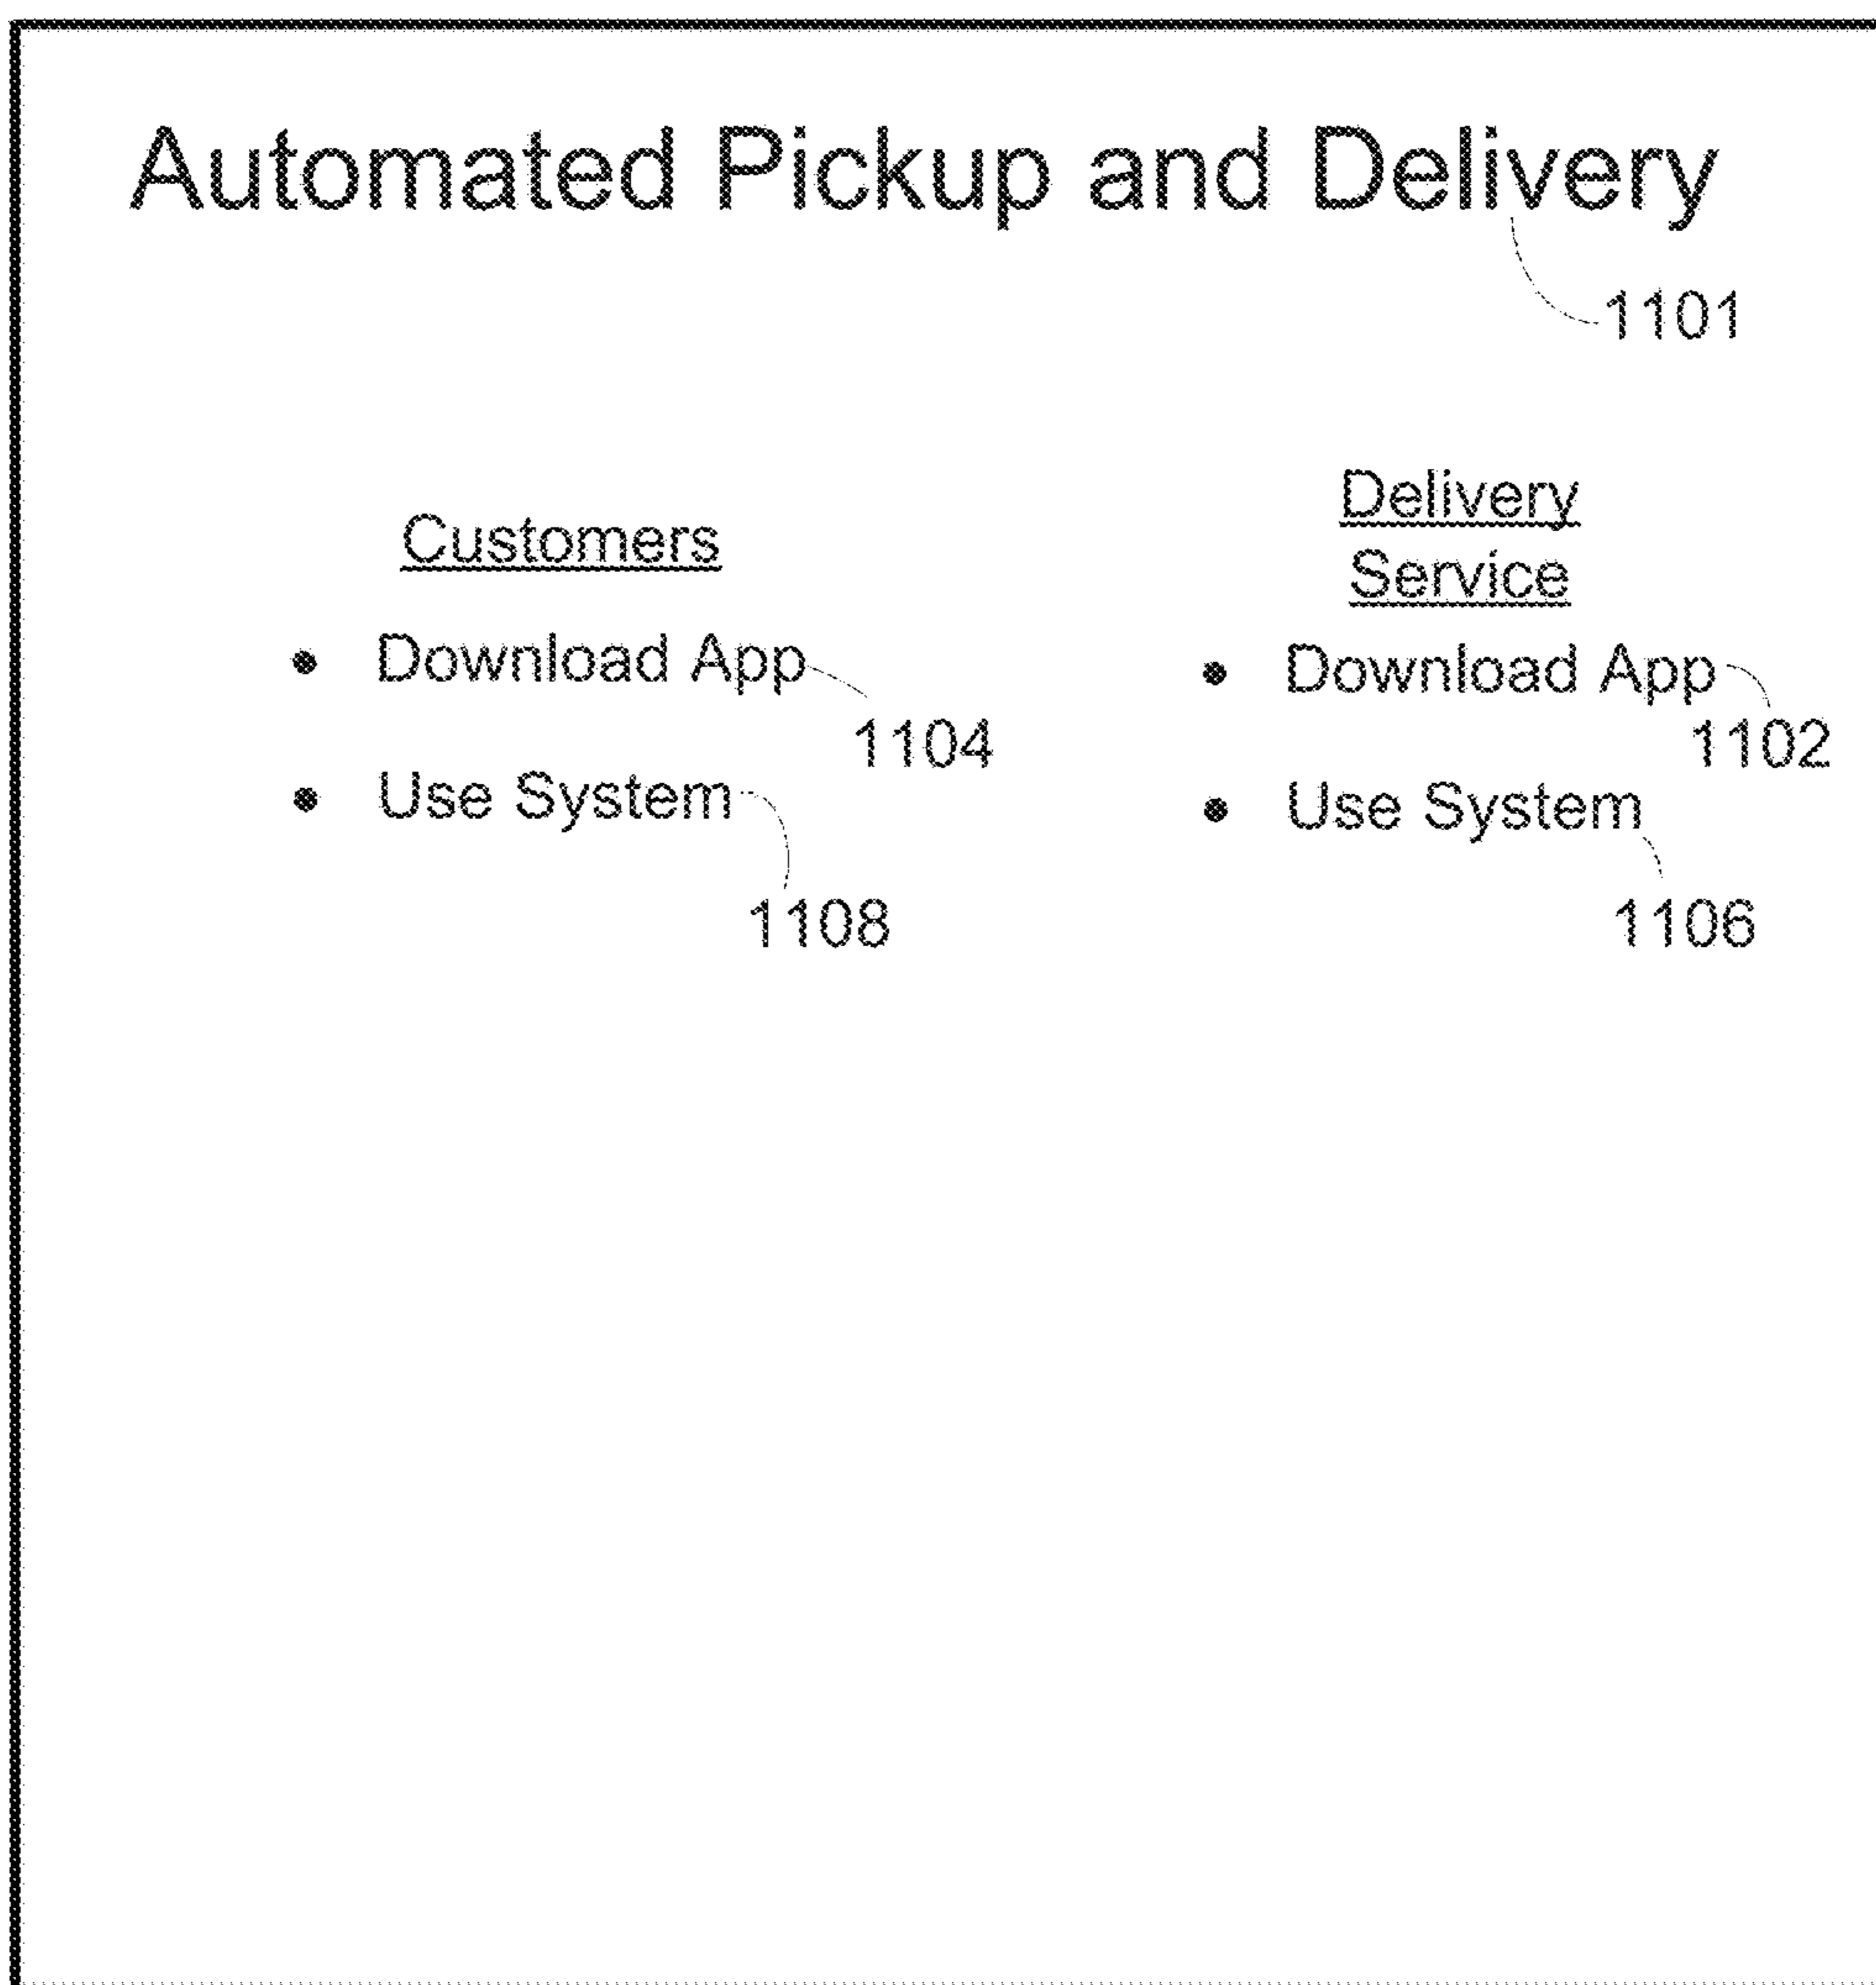 Automated Pickup and Delivery
1101
Customers
• Download App
1104
• Use System
1108
Delivery
Service
• Download App
1102
• Use System
1106